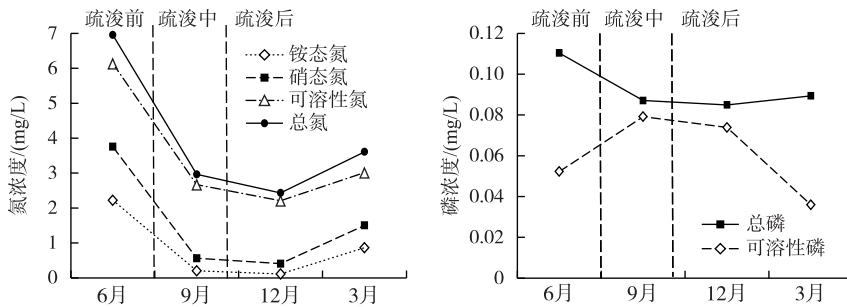 疏浚前 疏浚中 疏浚后
7
6
5
4
3
2
1
0
氮浓度/(mg/L)
铵态氮
硝态氮
可溶性氮
总氮
6月 9月 12月 3月
疏浚前 疏浚中 疏浚后
0.12
0.10
0.08
0.06
0.04
0.02
0
磷浓度/(mg/L)
总磷
可溶性磷
6月 9月 12月 3月